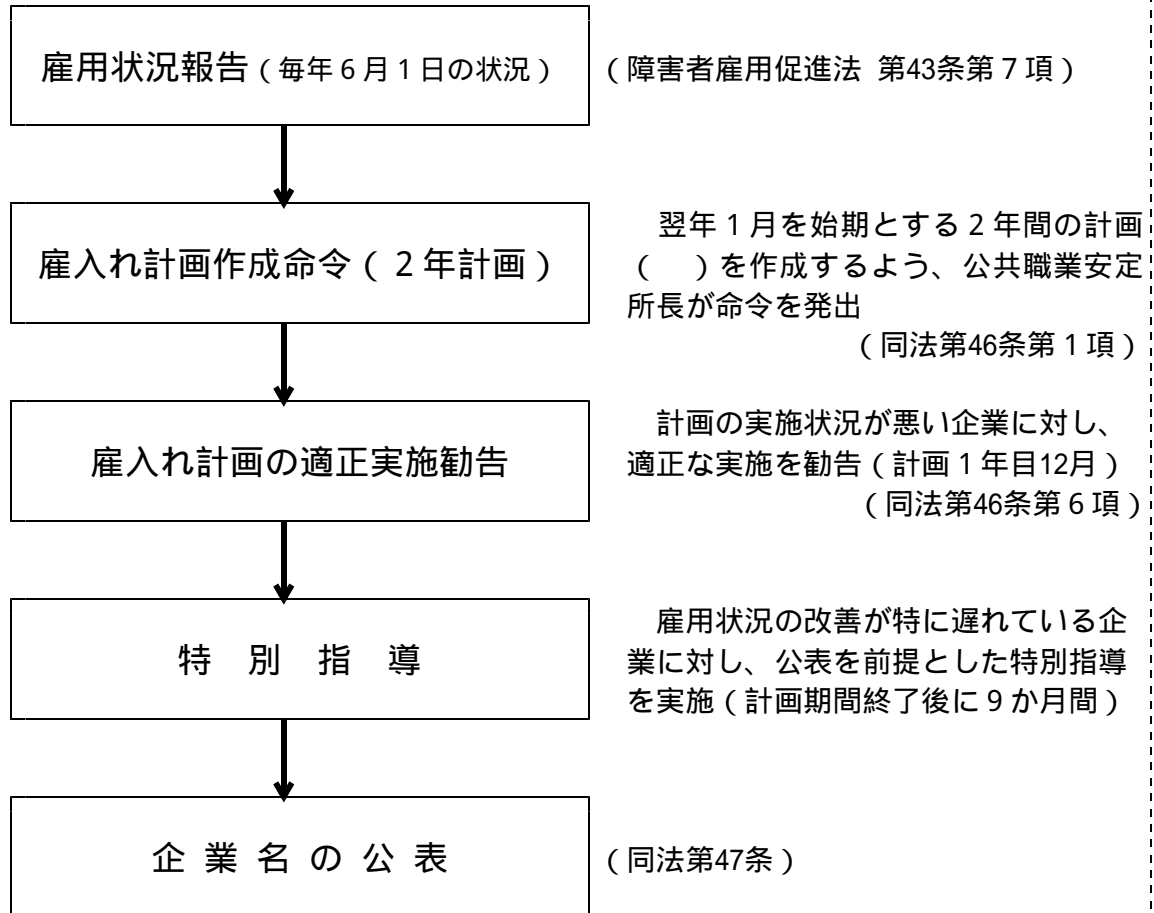 雇用状況報告（毎年６月１日の状況）
（障害者雇用促進法 第43条第７項）
雇入れ計画作成命令（２年計画）
翌年１月を始期とする２年間の計画
（　）を作成するよう、公共職業安定
所長が命令を発出
（同法第46条第１項）
雇入れ計画の適正実施勧告
計画の実施状況が悪い企業に対し、
適正な実施を勧告（計画１年目12月）
（同法第46条第６項）
特　別　指　導
雇用状況の改善が特に遅れている企
業に対し、公表を前提とした特別指導
を実施（計画期間終了後に９か月間）
企 業 名 の 公 表
（同法第47条）